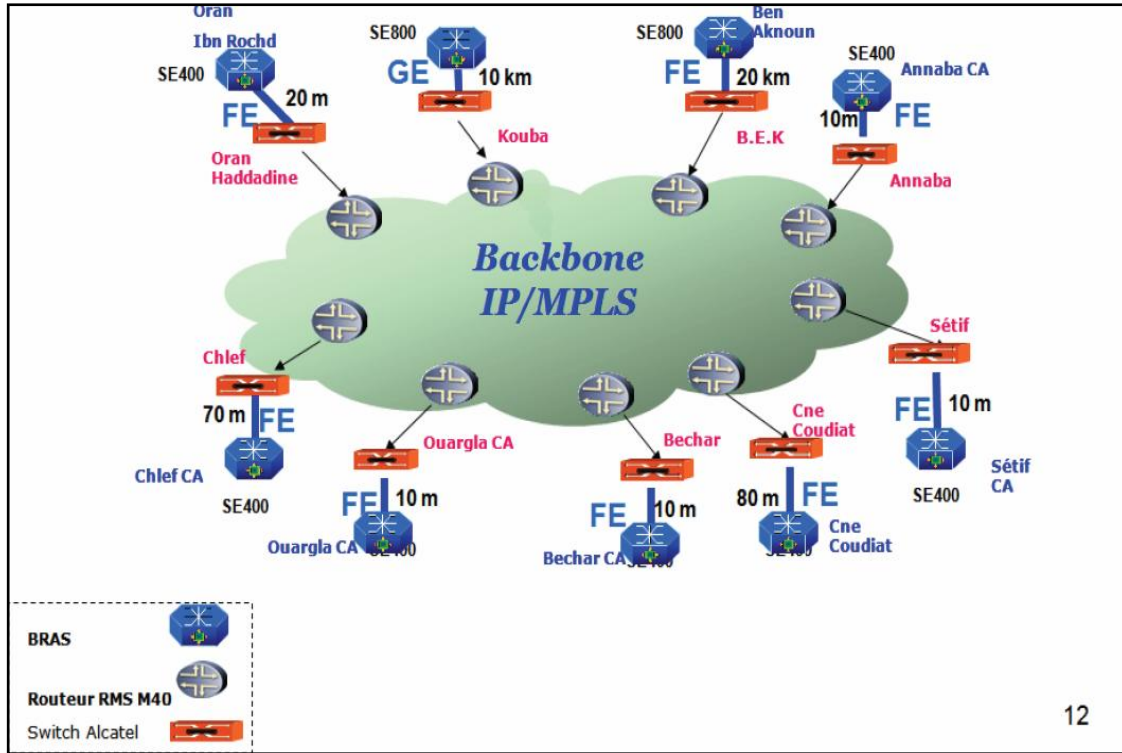 Oran
Ibn Rochd
SE400
20 m
FE
Oran
Haddadine
SE800
GE
10 km
Kouba
SE800
Ben
Aknoun
FE
20 km
B.E.K
SE400
Annaba CA
10m
FE
Annaba
Backbone
IP/MPLS
Chlef
70 m
FE
Chlef CA
SE400
Ouargla CA
FE
10 m
Ouargla CA
SE400
Bechar
FE
10 m
Bechar CA
SE400
Cne
Coudiat
80 m
FE
Cne
Coudiat
SE400
Sétif
FE
10 m
Sétif
CA
SE400
BRAS
Routeur RMS M40
Switch Alcatel
12